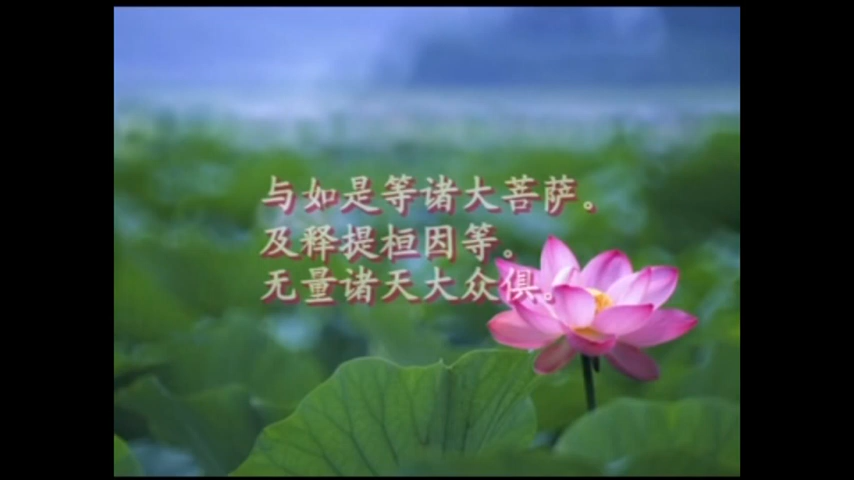 与如是等诸大菩萨。
及释提桓因等。
无量诸天大众俱。